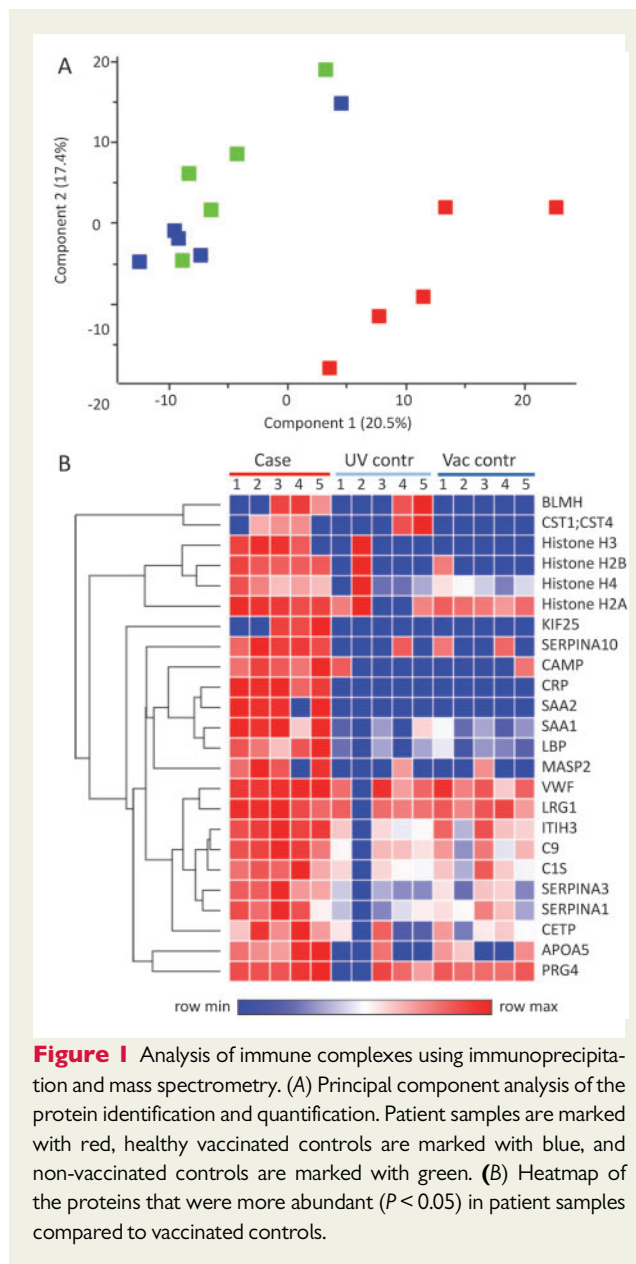 A
20
10
0
-10
-20
Component 2 (17.4%)
-10
0
10
20
Component 1 (20.5%)
B
Case UV contr Vac contr
1 2 3 4 5 1 2 3 4 5 1 2 3 4 5
BLMH
CST1;CST4
Histone H3
Histone H2B
Histone H4
Histone H2A
KIF25
SERPINA10
CAMP
CRP
SAA2
SAA1
LBP
MASP2
VWF
LRG1
ITIH3
C9
C1S
SERPINA3
SERPINA1
CETP
APOA5
PRG4
row min row max
Figure 1 Analysis of immune complexes using immunoprecipita-
tion and mass spectrometry. (A) Principal component analysis of the
protein identification and quantification. Patient samples are marked
with red, healthy vaccinated controls are marked with blue, and
non-vaccinated controls are marked with green. (B) Heatmap of
the proteins that were more abundant (P < 0.05) in patient samples
compared to vaccinated controls.